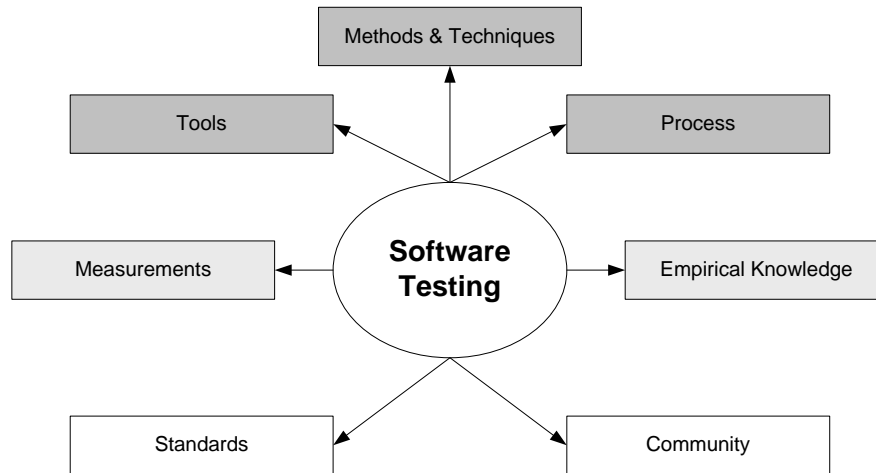 Methods & Techniques
Tools
Process
Measurements
Software
Testing
Empirical Knowledge
Standards
Community